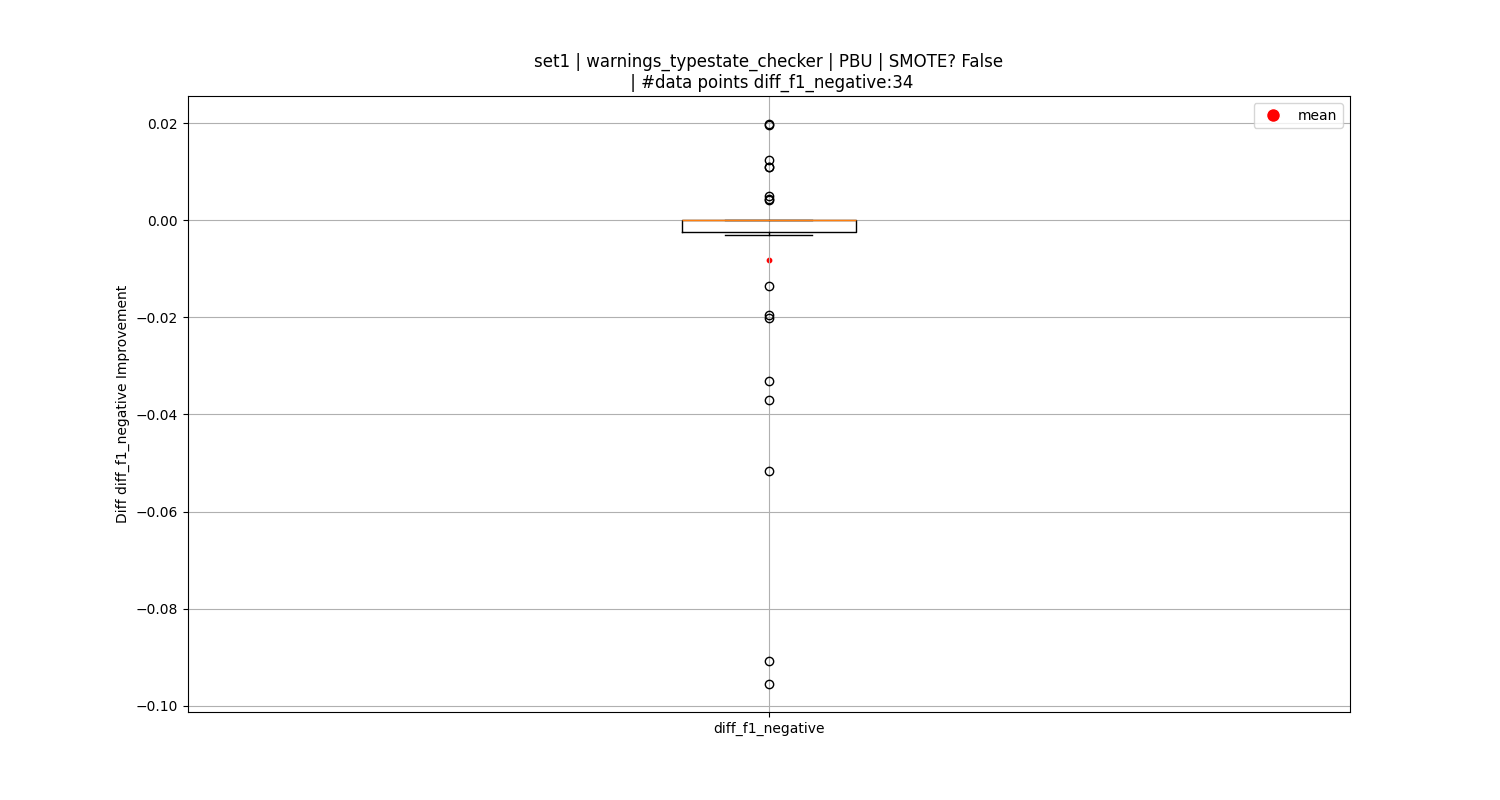 set1 | warnings_typestate_checker | PBU | SMOTE? False
| #data points diff_f1_negative:34
mean
0.02
0.00
−0.02
−0.04
−0.06
−0.08
−0.10
Diff diff_f1_negative Improvement
diff_f1_negative